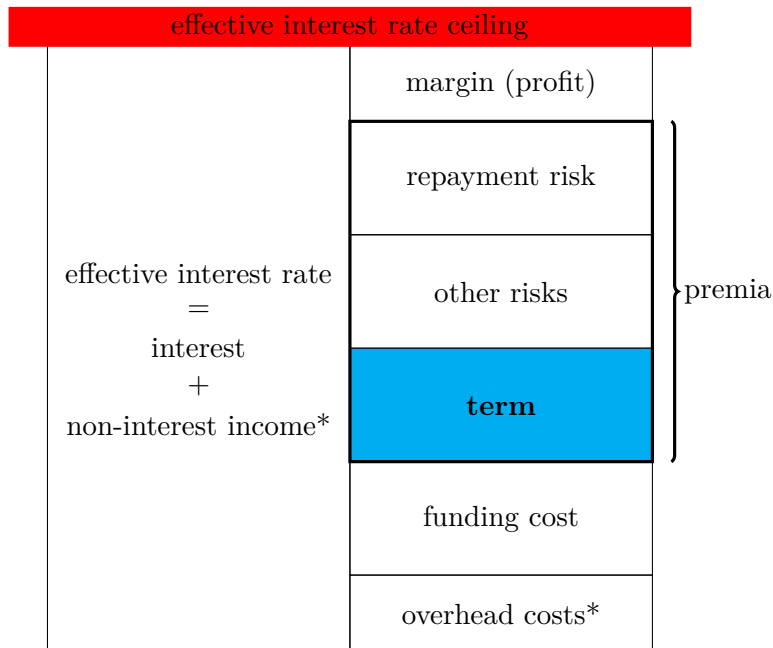 effective interest rate ceiling
margin (profit)
repayment risk
other risks
term
funding cost
overhead costs*
effective interest rate
=
interest
+
non-interest income*
premia